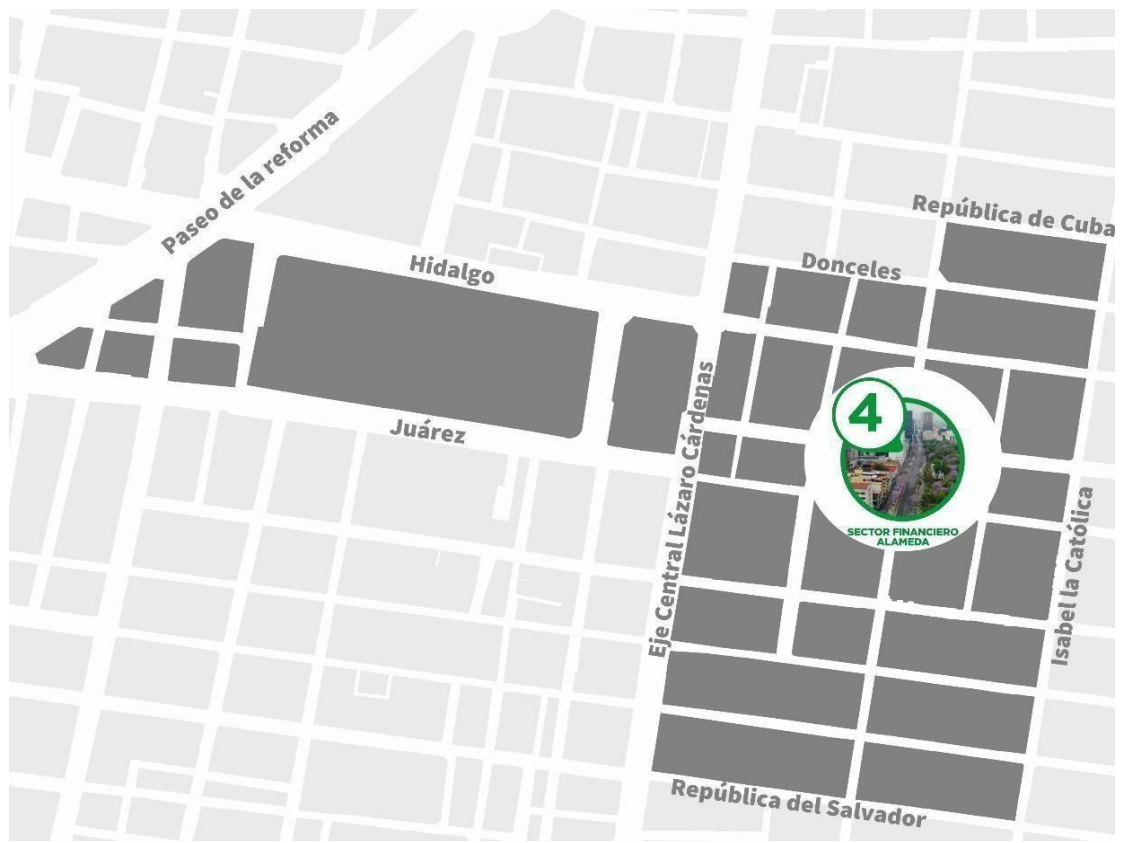 Paseo de la reforma
República de Cuba
Donceles
Hidalgo
Juárez
Eje Central Lázaro Cárdenas
4
SECTOR FINANCIERO
ALAMEDA
Isabel la Católica
República del Salvador